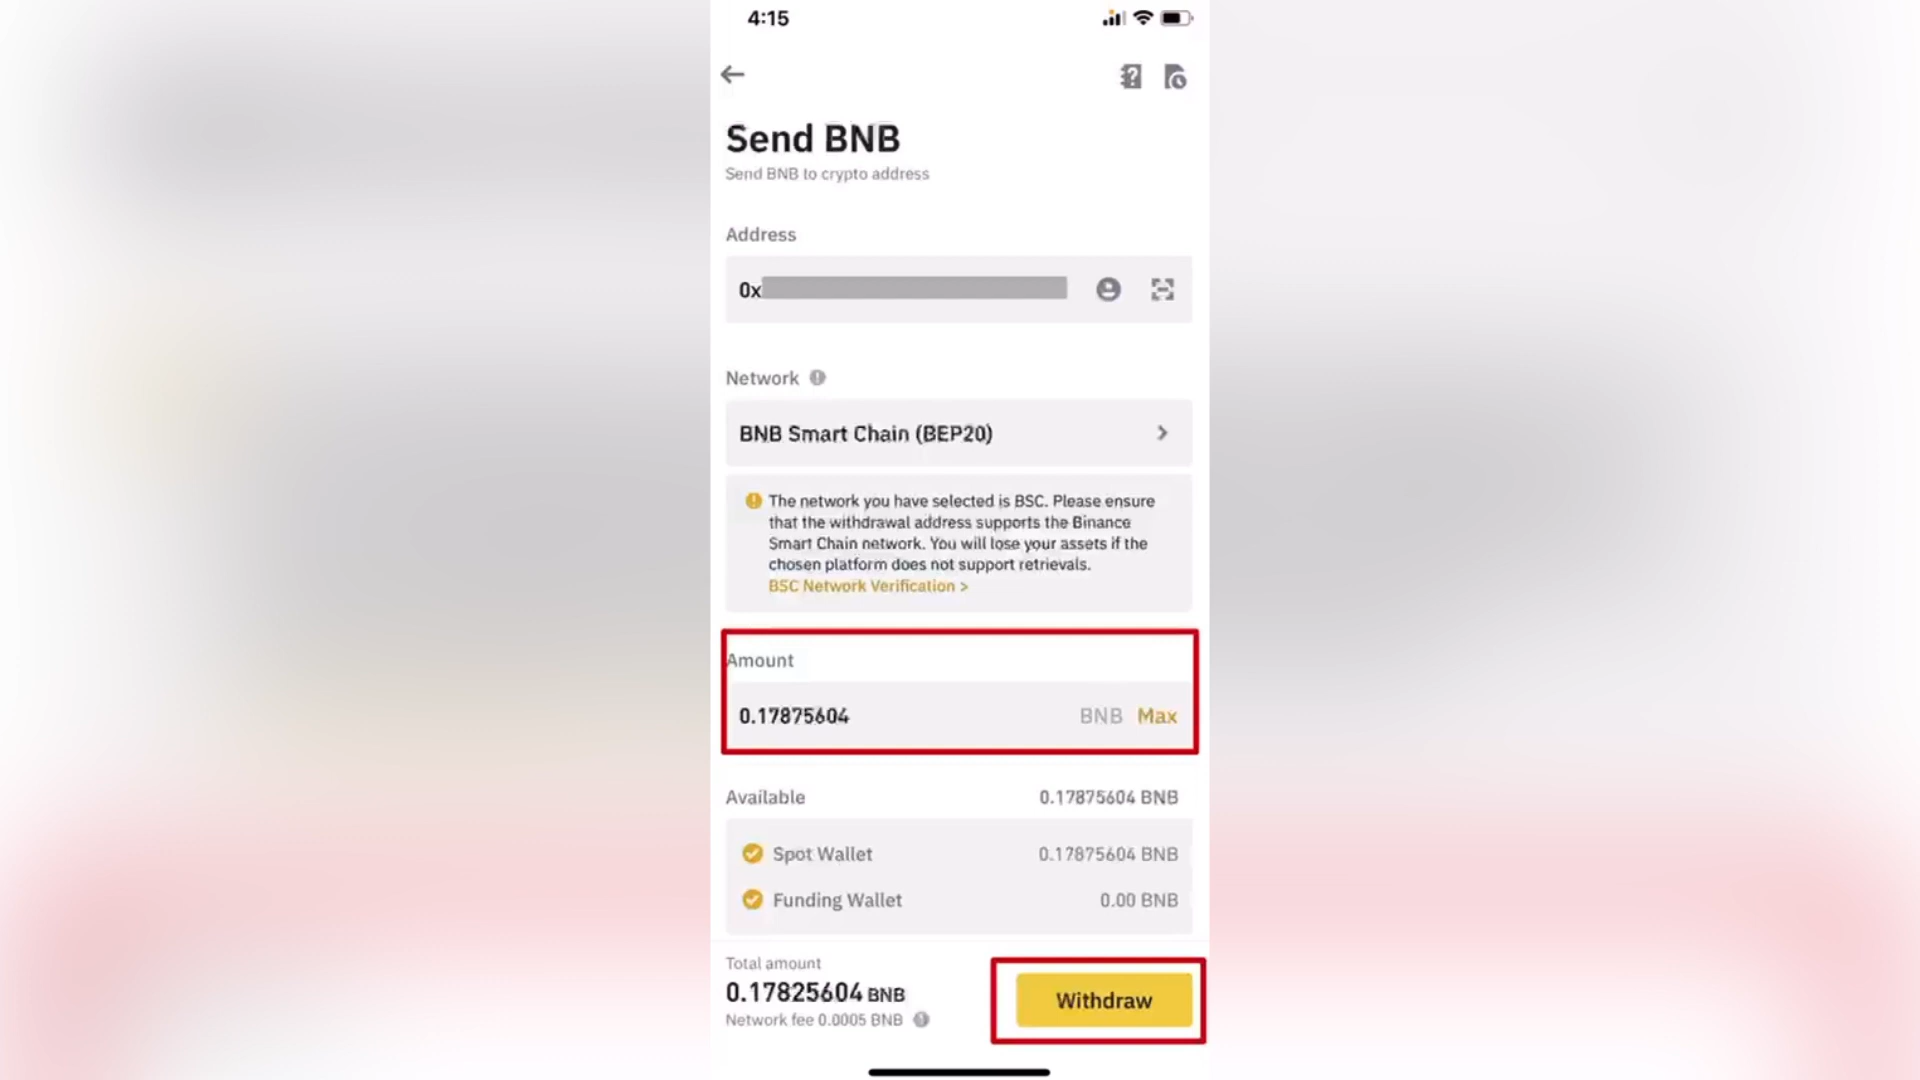 4:15
Send BNB
Send BNB to crypto address
Address
0x
Network
BNB Smart Chain (BEP20)
The network you have selected is BSC. Please ensure
that the withdrawal address supports the Binance
Smart Chain network. You will lose your assets if the
chosen platform does not support retrievals.
BSC Network Verification >
Amount
0.17875604 BNB Max
Available 0.17875604 BNB
Spot Wallet 0.17875604 BNB
Funding Wallet 0.00 BNB
Total amount
0.17825604 BNB
Network fee 0.0005 BNB
Withdraw